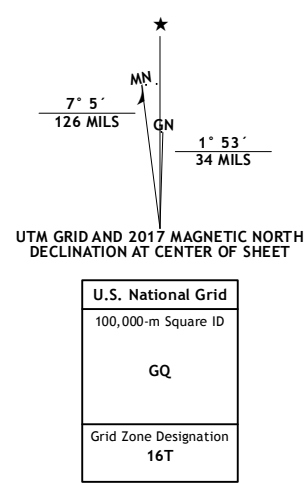 ★
MN
7° 5´
126 MILS
GN
1° 53´
34 MILS
UTM GRID AND 2017 MAGNETIC NORTH
DECLINATION AT CENTER OF SHEET
U.S. National Grid
100,000-m Square ID
GQ
Grid Zone Designation
16T